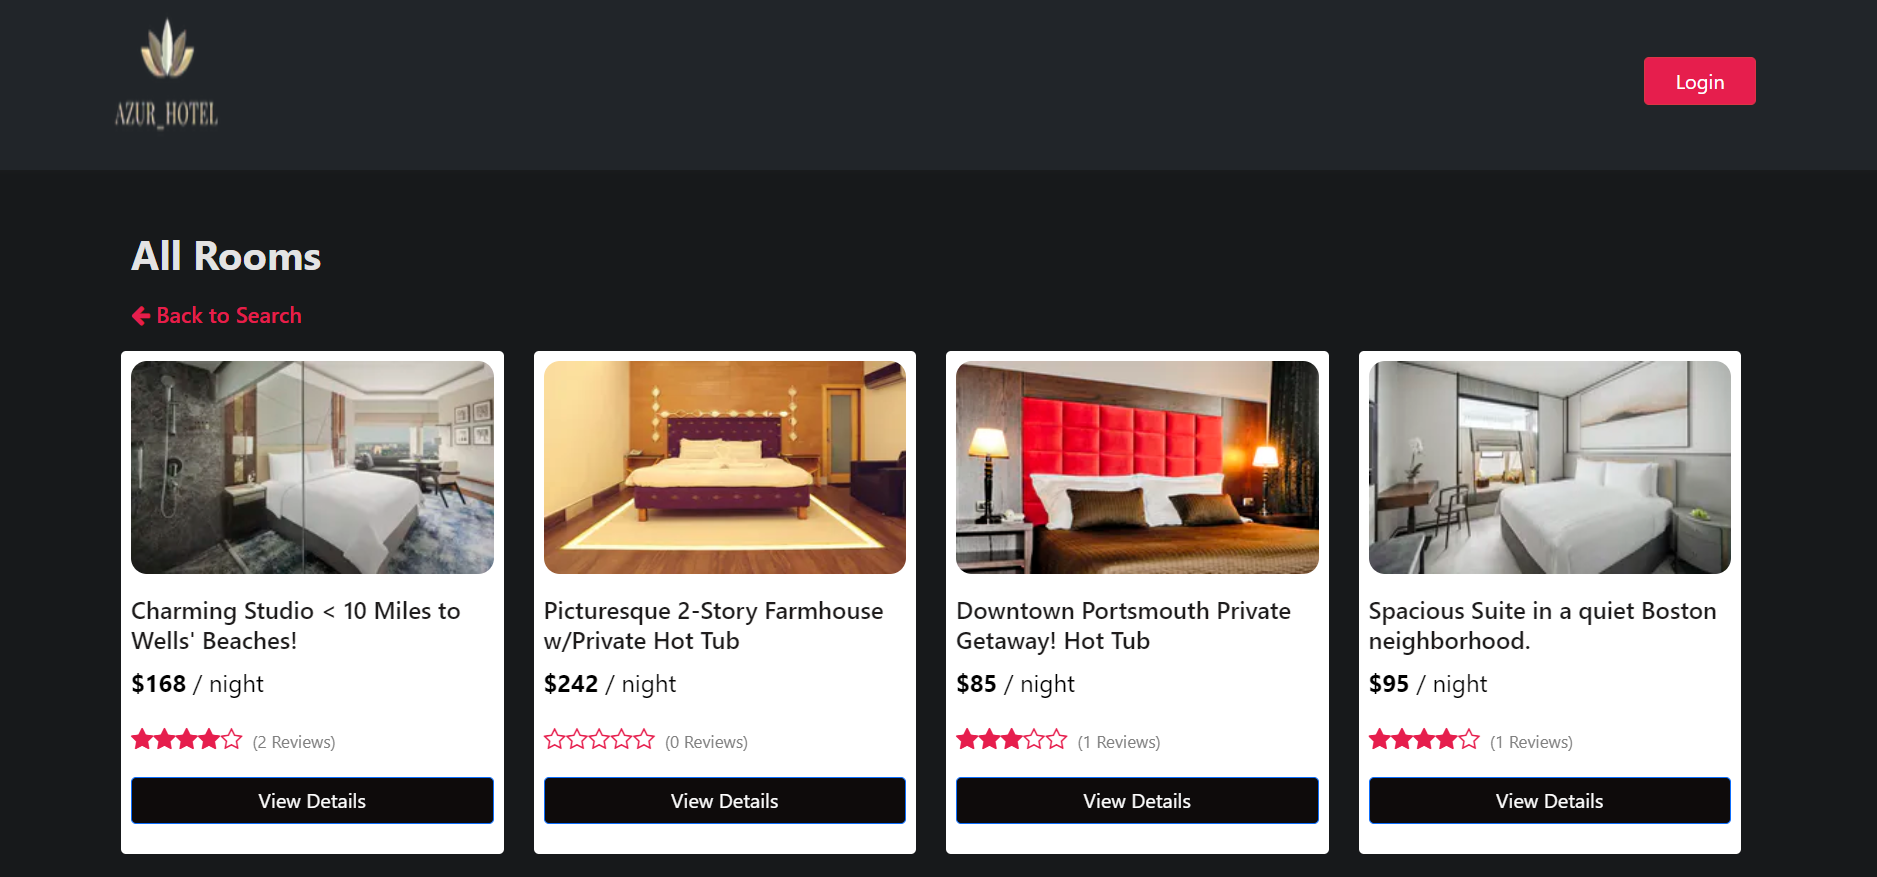 AZUR_HOTEL
Login
All Rooms
Back to Search
Charming Studio < 10 Miles to
Wells' Beaches!
$168 / night
(2 Reviews)
View Details
Picturesque 2-Story Farmhouse
w/Private Hot Tub
$242 / night
(0 Reviews)
View Details
Downtown Portsmouth Private
Getaway! Hot Tub
$85 / night
(1 Reviews)
View Details
Spacious Suite in a quiet Boston
neighborhood.
$95 / night
(1 Reviews)
View Details